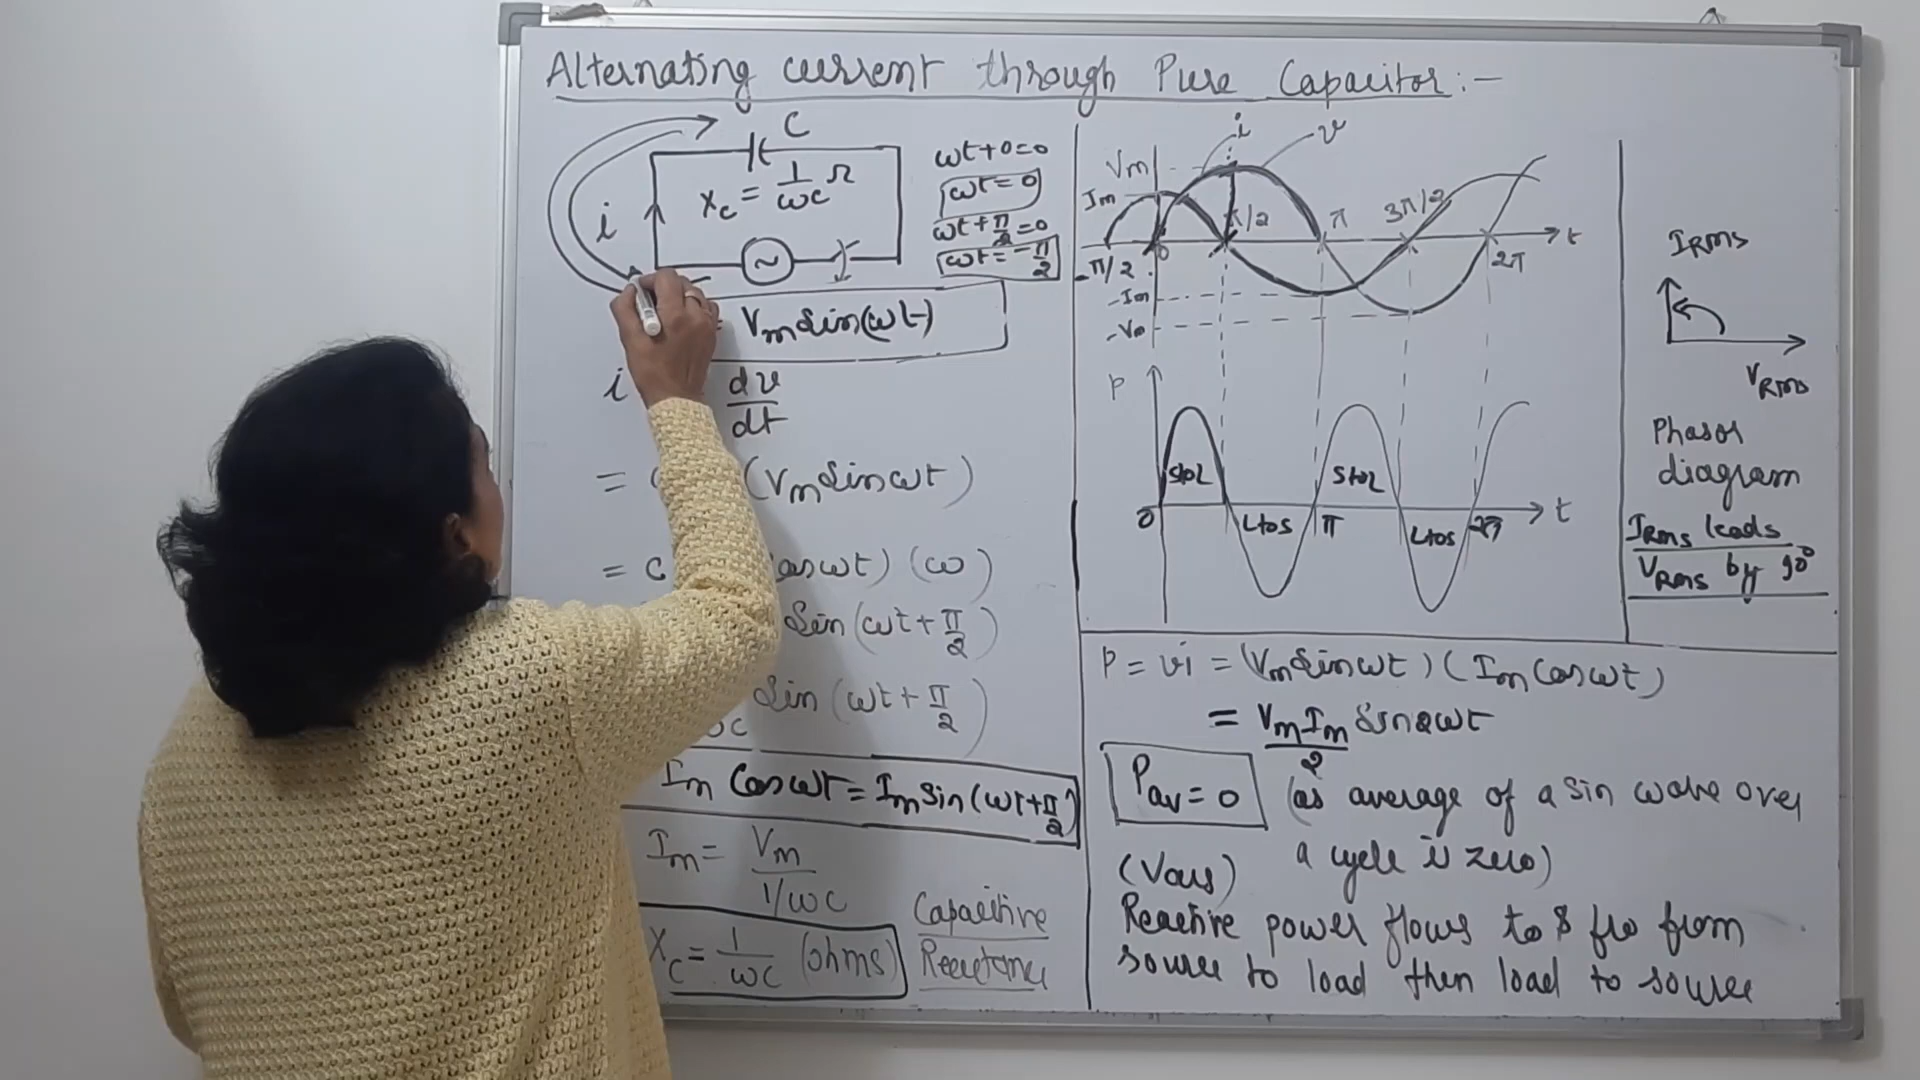 Alternating current through Pure Capacitor :-
C
Xc = 1/ωC Ω
i
~
ωt+0=0
ωt=0
ωt+π/2=0
ωt=-π/2
= Vm Sin(ωt)
i
dv/dt
= (Vm Sin ωt)
= C cos ωt) (ω)
Sin (ωt + π/2)
Sin (ωt + π/2)
ωC
Im Cos ωt = Im Sin (ωt+π/2)
Im = Vm / 1/ωC
Xc = 1/ωC (ohms)
Capacitive
Reactance
i v
Vm
Im
-π/2 0 π/2 π 3π/2 2π t
-Im
-Vm
P
StoL StoL
0 LtoS π LtoS 2π t
IRMS
VRMS
Phasor
diagram
IRMS leads
VRMS by 90°
P = vi = (Vm Sin ωt) (Im Cos ωt)
= VmIm/2 Sin2ωt
Pav = 0 (as average of a sin wave over
a cycle is zero)
(Vars)
Reactive power flows to & fro from
source to load then load to source